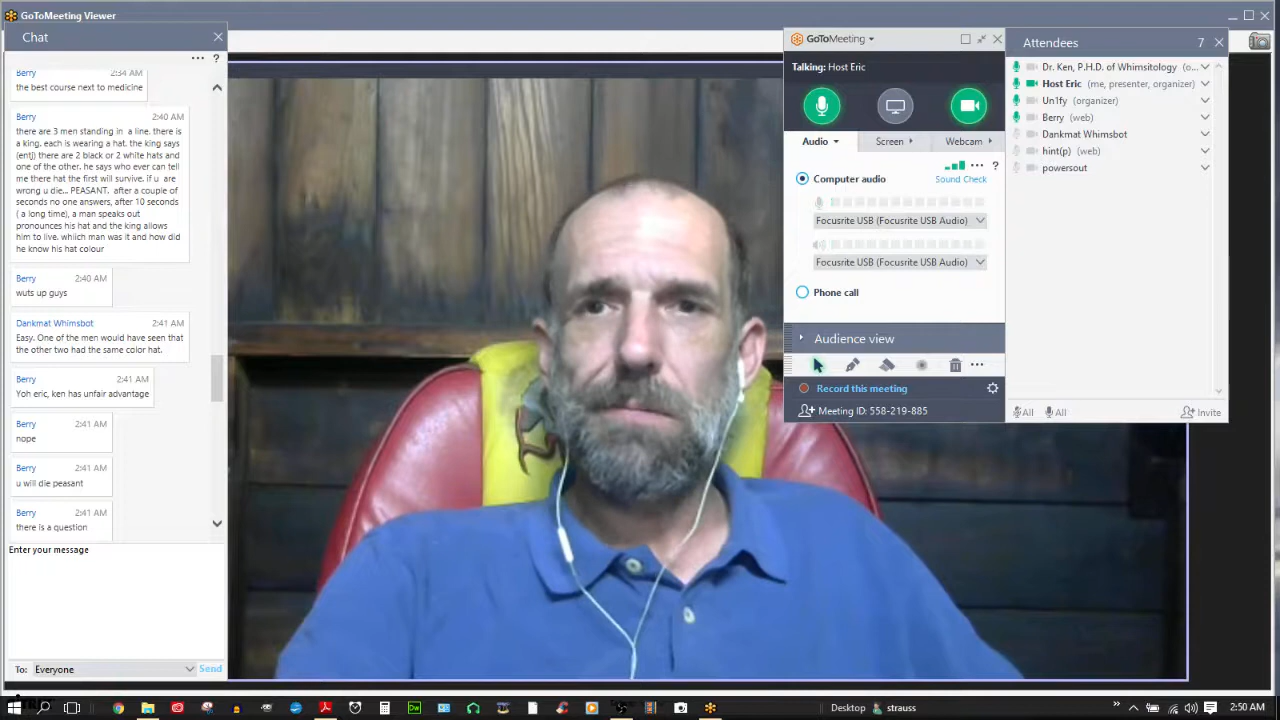 GoToMeeting Viewer
Chat
... ?
Berry 2:34 AM
the best course next to medicine
Berry 2:40 AM
there are 3 men standing in a line. there is
a king. each is wearing a hat. the king says
(entj) there are 2 black or 2 white hats and
one of the other. he says who ever can tell
me there hat the first will survive. if u are
wrong u die... PEASANT. after a couple of
seconds no one answers, after 10 seconds
( a long time), a man speaks out
pronounces his hat and the king allows
him to live. whiich man was it and how did
he know his hat colour
Berry 2:40 AM
wuts up guys
Dankmat Whimsbot 2:41 AM
Easy. One of the men would have seen that
the other two had the same color hat.
Berry 2:41 AM
Yoh eric, ken has unfair advantage
Berry 2:41 AM
nope
Berry 2:41 AM
u will die peasant
Berry 2:41 AM
there is a question
Enter your message
To: Everyone Send
GoToMeeting
Talking: Host Eric
Audio Screen Webcam
... ?
Computer audio Sound Check
Focusrite USB (Focusrite USB Audio)
Focusrite USB (Focusrite USB Audio)
Phone call
Audience view
...
Record this meeting
Meeting ID: 558-219-885
Attendees 7
Dr. Ken, P.H.D. of Whimsitology (o...
Host Eric (me, presenter, organizer)
Un1fy (organizer)
Berry (web)
Dankmat Whimsbot
hint(p) (web)
powersout
All All Invite
Dw
Desktop strauss 2:50 AM